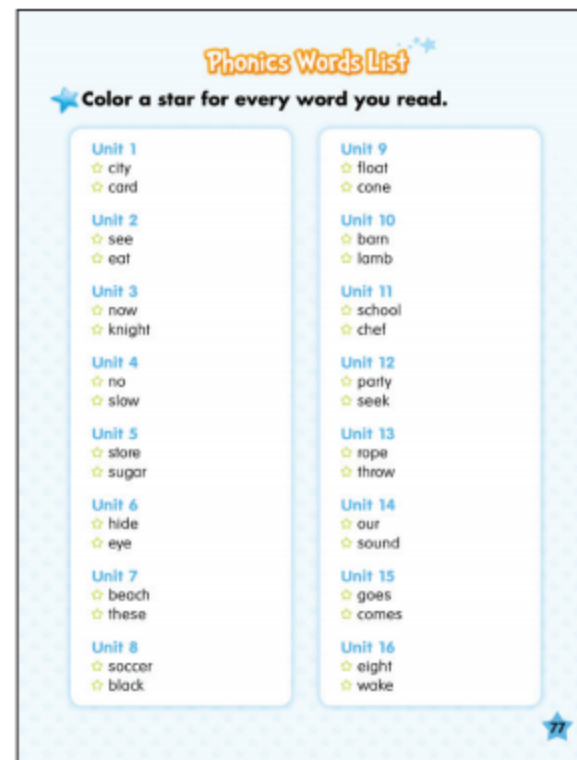 Phonics Words List
Color a star for every word you read.
Unit 1
city
card
Unit 2
see
eat
Unit 3
now
knight
Unit 4
no
slow
Unit 5
store
sugar
Unit 6
hide
eye
Unit 7
beach
these
Unit 8
soccer
black
Unit 9
float
cone
Unit 10
barn
lamb
Unit 11
school
chef
Unit 12
party
seek
Unit 13
rope
throw
Unit 14
our
sound
Unit 15
goes
comes
Unit 16
eight
wake
77